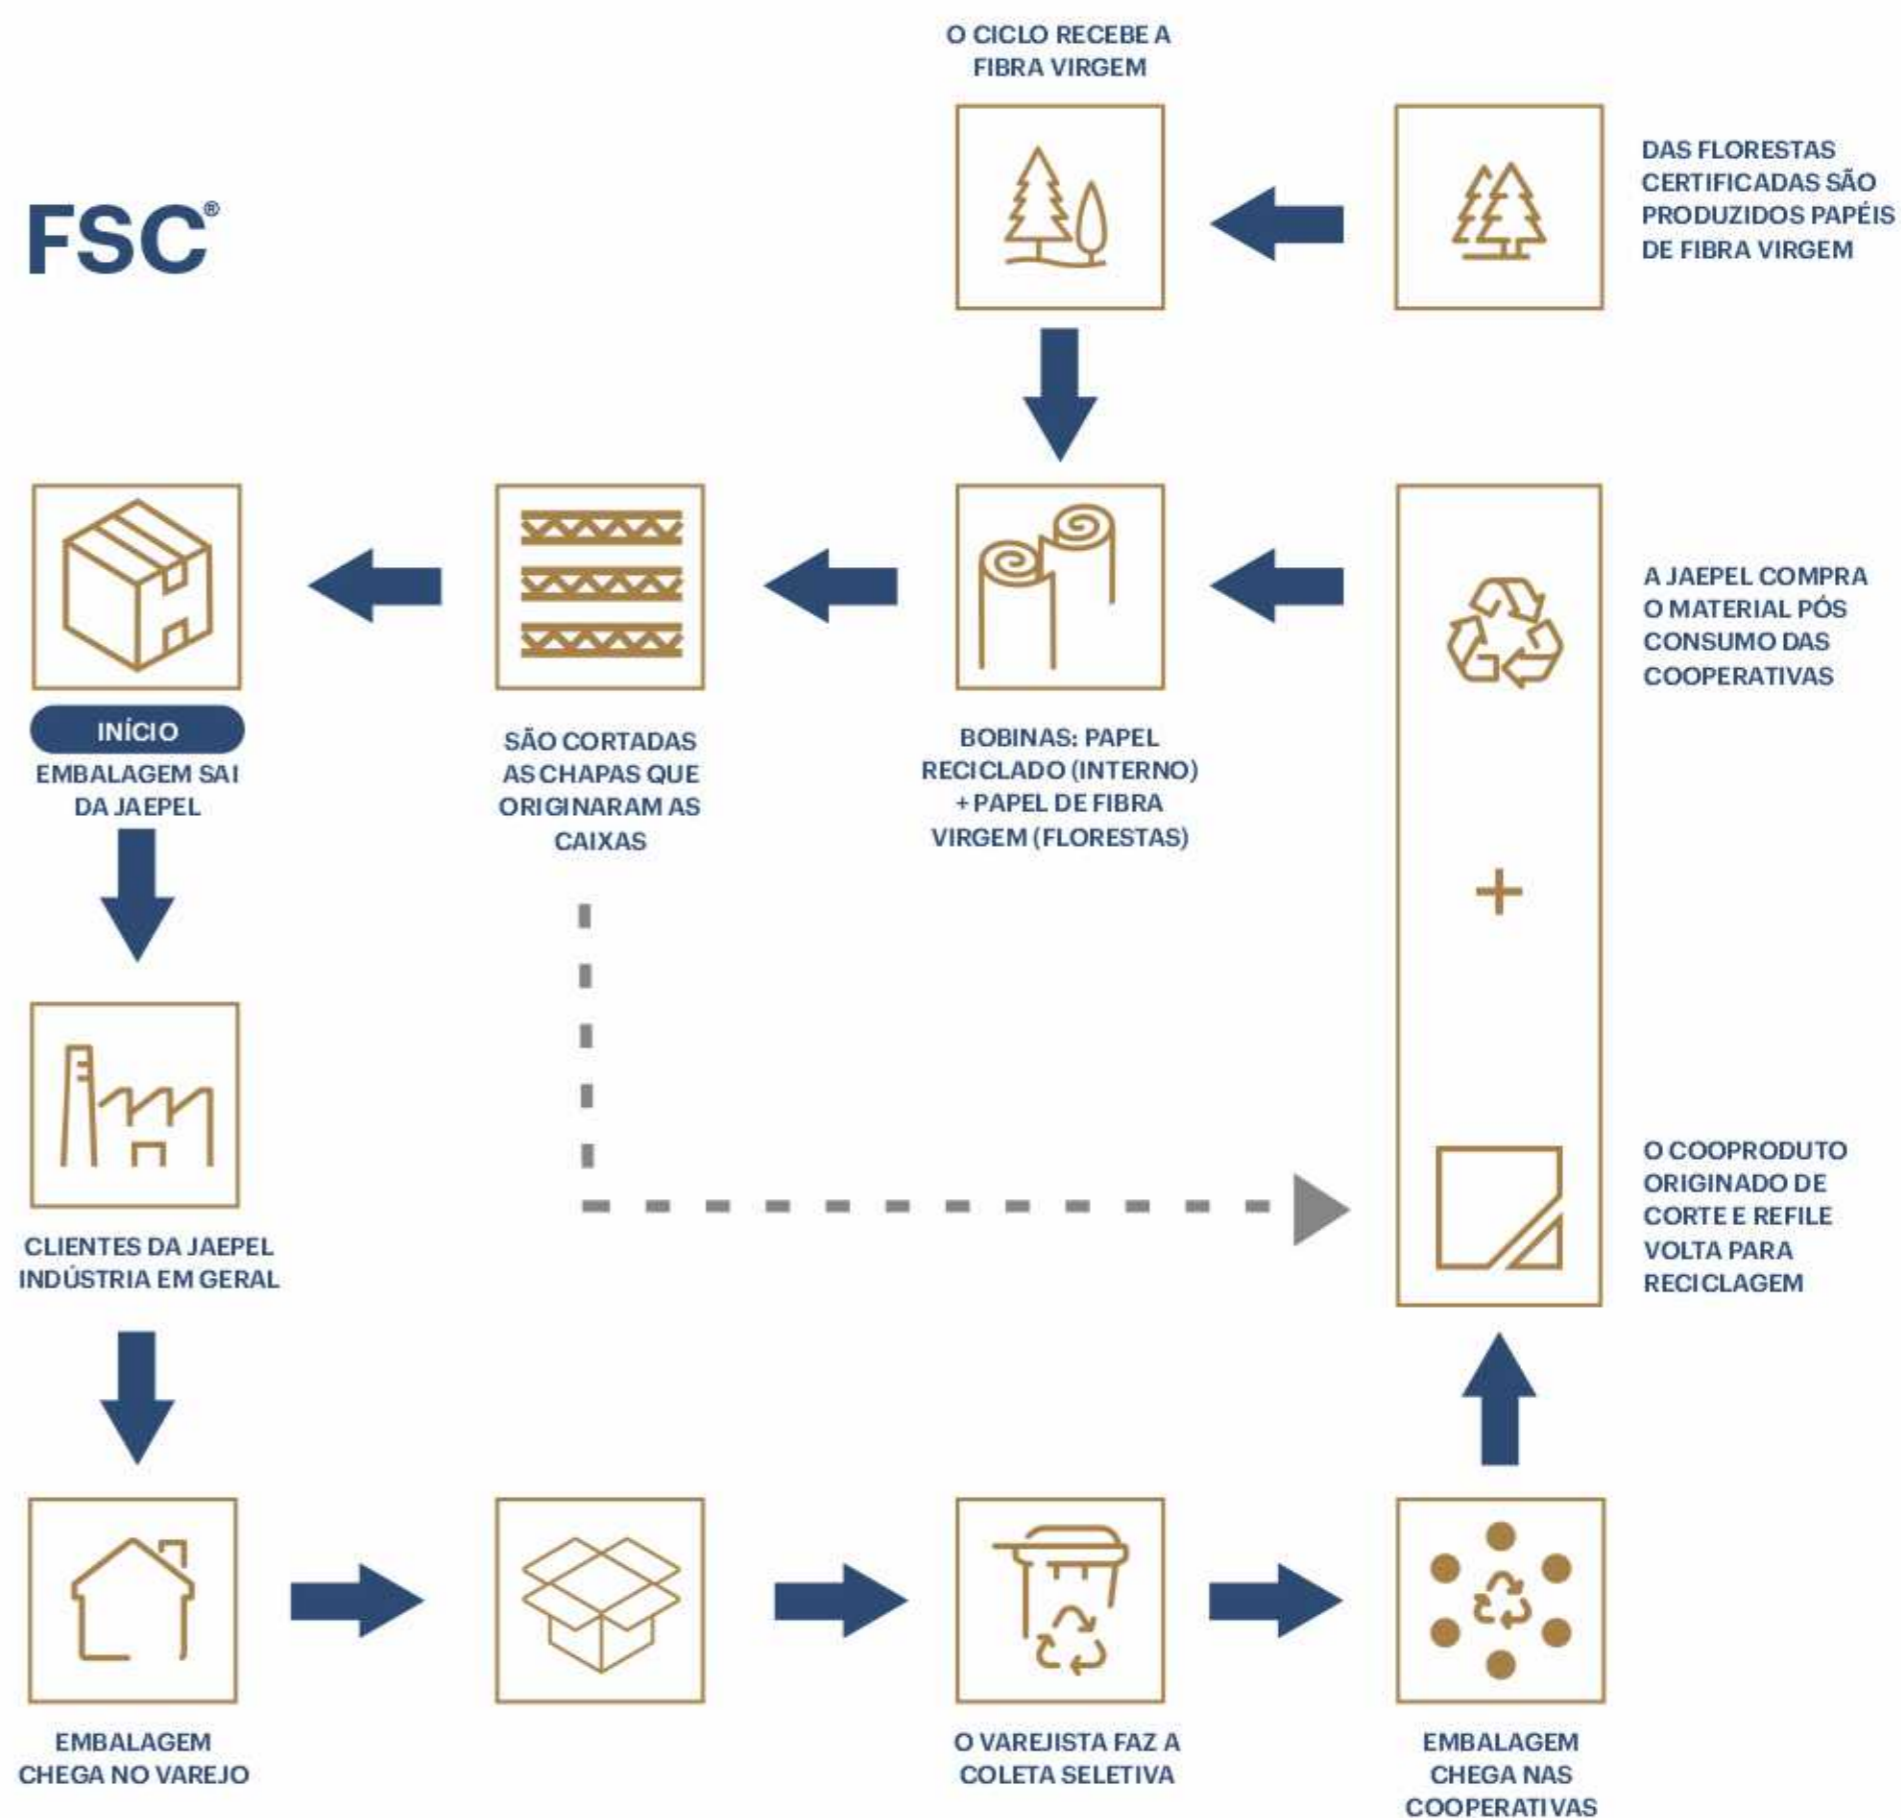 O CICLO RECEBE A
FIBRA VIRGEM
DAS FLORESTAS
CERTIFICADAS SÃO
PRODUZIDOS PAPÉIS
DE FIBRA VIRGEM
FSC®
A JAEPEL COMPRA
O MATERIAL PÓS
CONSUMO DAS
COOPERATIVAS
INÍCIO
EMBALAGEM SAI
DA JAEPEL
SÃO CORTADAS
AS CHAPAS QUE
ORIGINARAM AS
CAIXAS
BOBINAS: PAPEL
RECICLADO (INTERNO)
+ PAPEL DE FIBRA
VIRGEM (FLORESTAS)
+
O COOPRODUTO
ORIGINADO DE
CORTE E REFILE
VOLTA PARA
RECICLAGEM
CLIENTES DA JAEPEL
INDÚSTRIA EM GERAL
EMBALAGEM
CHEGA NO VAREJO
O VAREJISTA FAZ A
COLETA SELETIVA
EMBALAGEM
CHEGA NAS
COOPERATIVAS